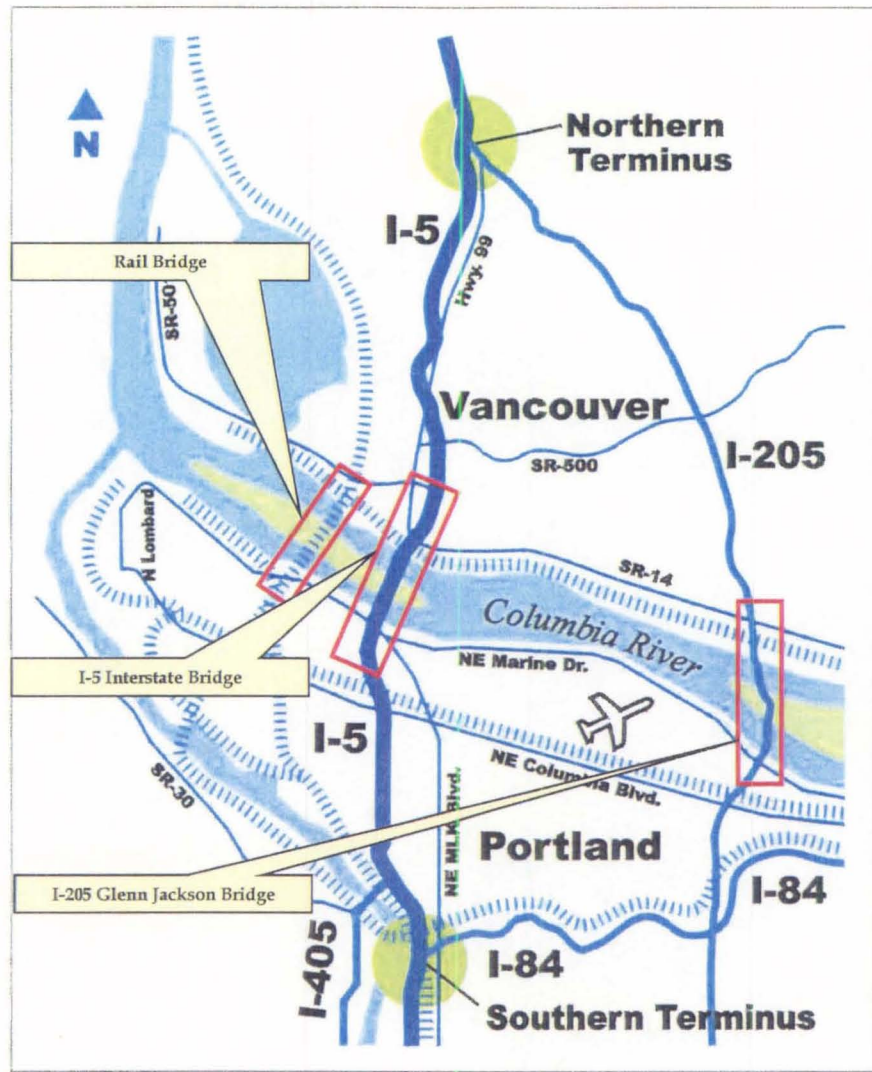 Northern
Terminus
N
I-5
Rail Bridge
Hwy. 99
SR-501
Vancouver
I-205
SR-500
N Lombard
SR-14
Columbia River
I-5 Interstate Bridge
NE Marine Dr.
I-5
NE Columbia Blvd.
SR-30
NE MLK Blvd.
Portland
I-205 Glenn Jackson Bridge
I-84
I-405
I-84
Southern Terminus